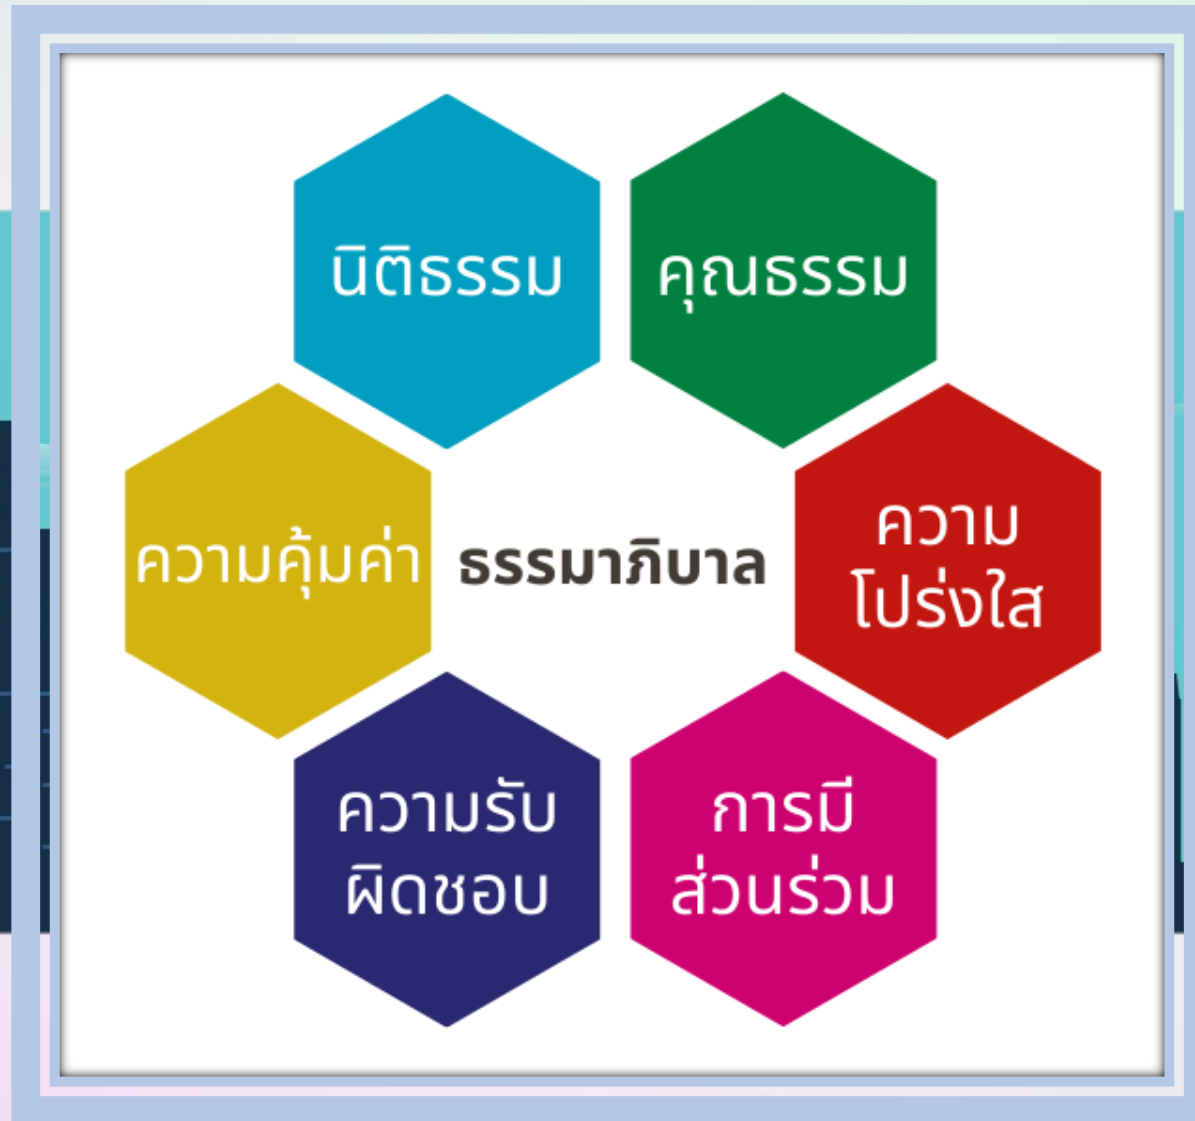 นิติธรรม
คุณธรรม
ความคุ้มค่า
ธรรมาภิบาล
ความ
โปร่งใส
ความรับ
ผิดชอบ
การมี
ส่วนร่วม